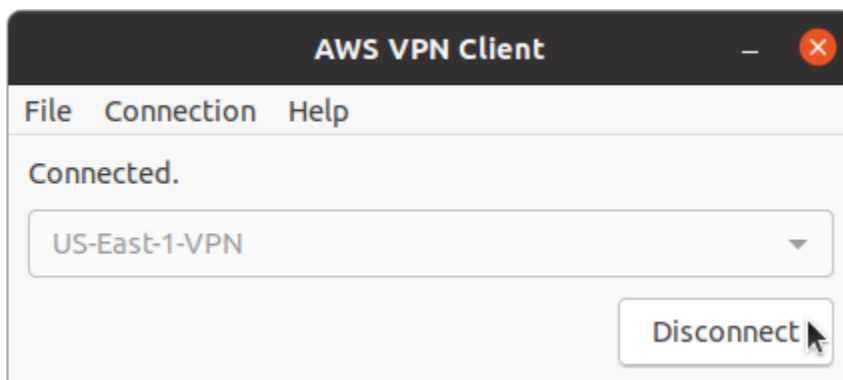 AWS VPN Client
File Connection Help
Connected.
US-East-1-VPN
Disconnect